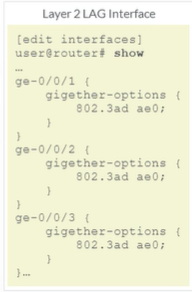 Layer 2 LAG Interface
[edit interfaces]
user@router# show
…
ge-0/0/1 {
    gigether-options {
        802.3ad ae0;
    }
}
ge-0/0/2 {
    gigether-options {
        802.3ad ae0;
    }
}
ge-0/0/3 {
    gigether-options {
        802.3ad ae0;
    }
}…